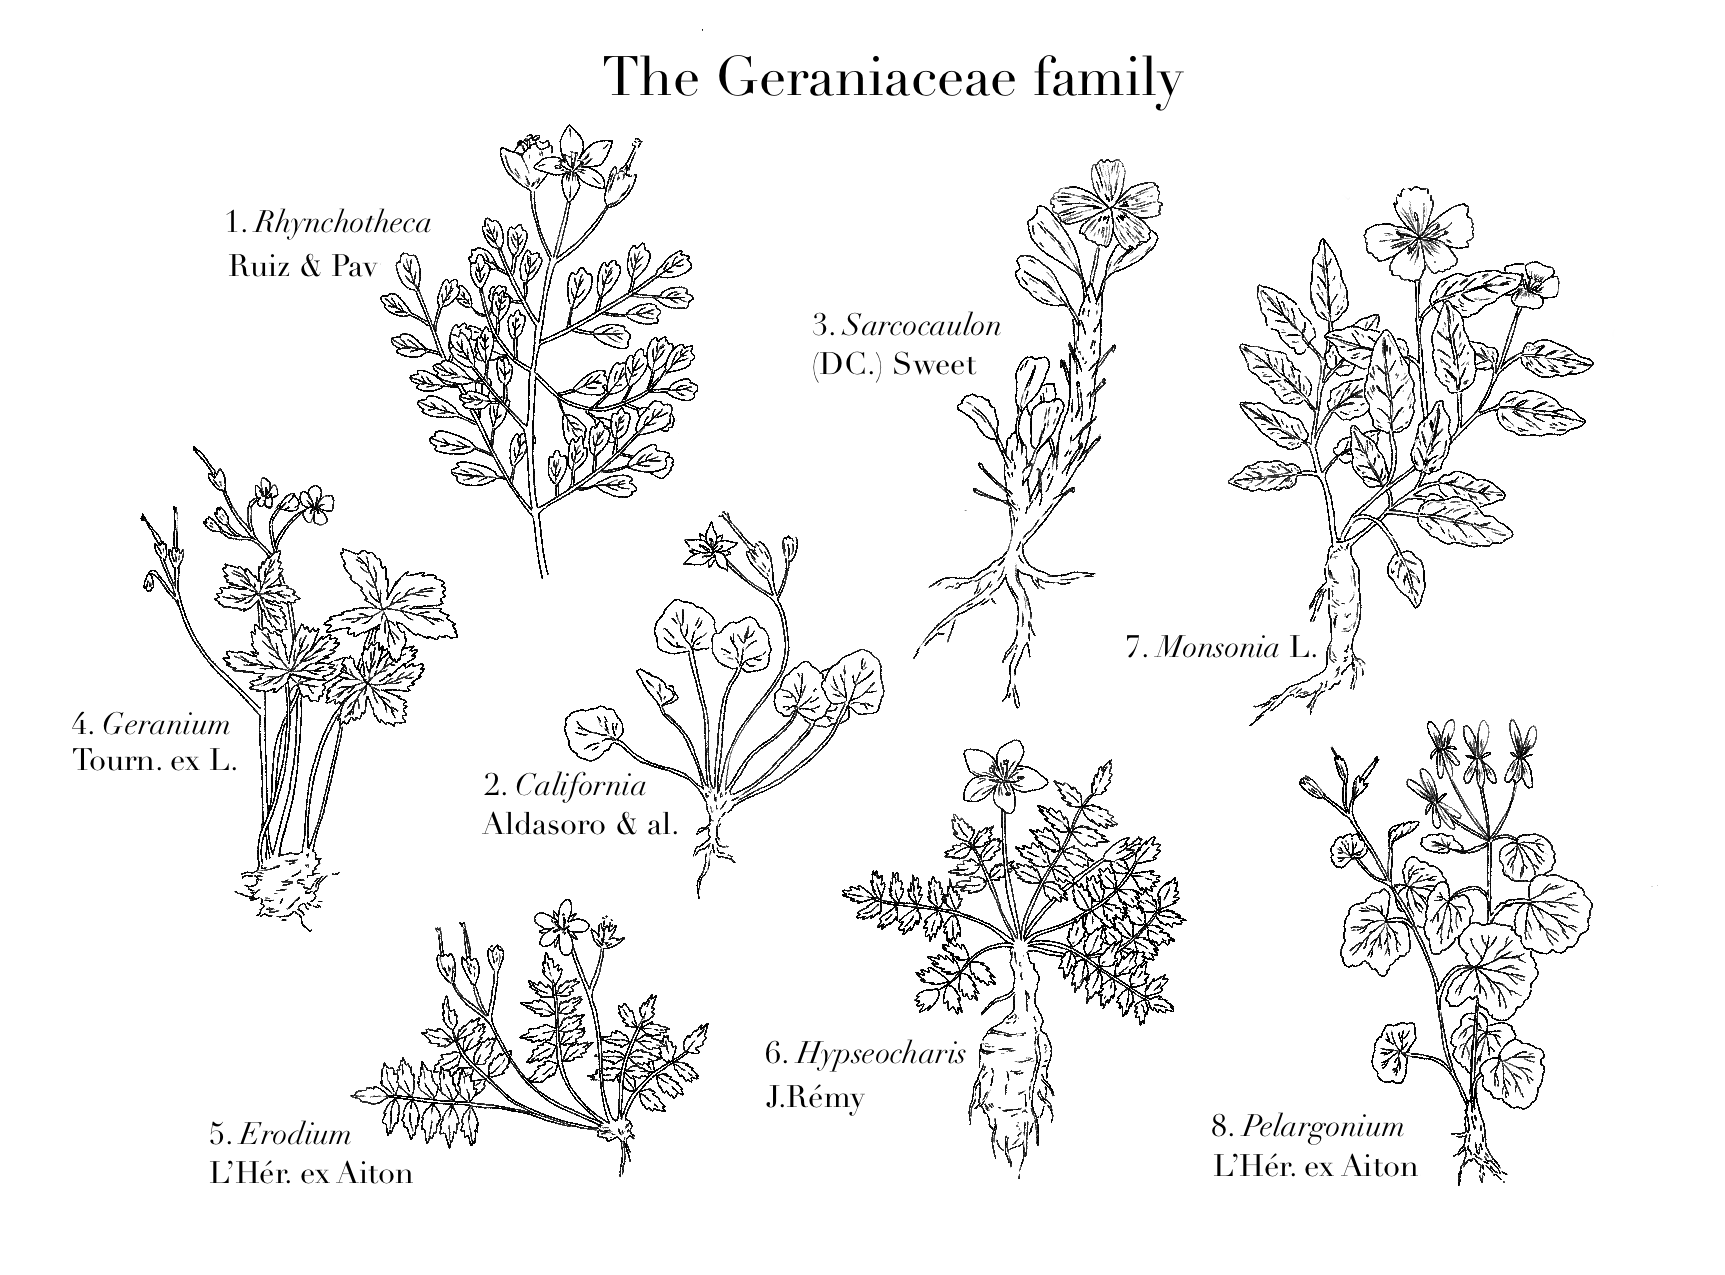 The Geraniaceae family
1. Rhynchotheca
Ruiz & Pav
3. Sarcocaulon
(DC.) Sweet
7. Monsonia L.
4. Geranium
Tourn. ex L.
2. California
Aldasoro & al.
6. Hypseocharis
J.Rémy
5. Erodium
L'Hér. ex Aiton
8. Pelargonium
L'Hér. ex Aiton